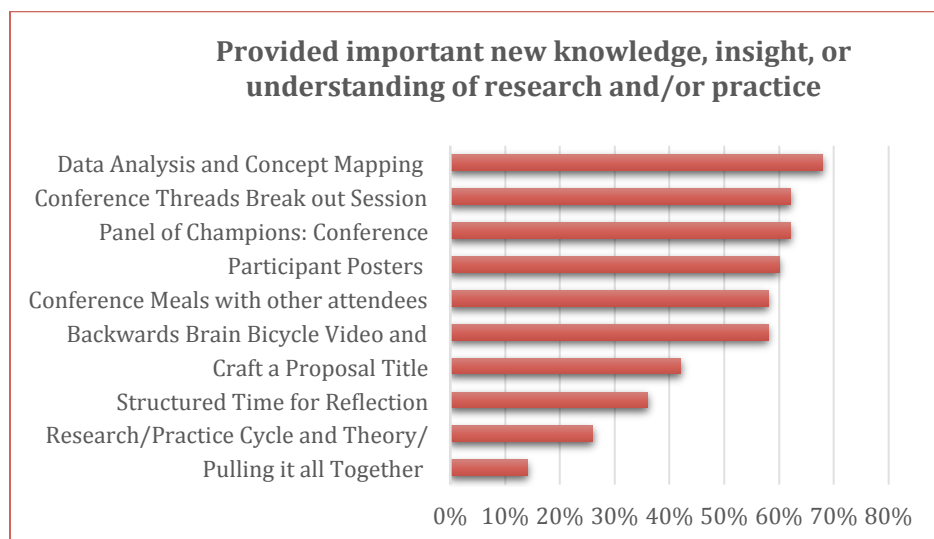 Provided important new knowledge, insight, or
understanding of research and/or practice
Data Analysis and Concept Mapping
Conference Threads Break out Session
Panel of Champions: Conference
Participant Posters
Conference Meals with other attendees
Backwards Brain Bicycle Video and
Craft a Proposal Title
Structured Time for Reflection
Research/Practice Cycle and Theory/
Pulling it all Together
0% 10% 20% 30% 40% 50% 60% 70% 80%